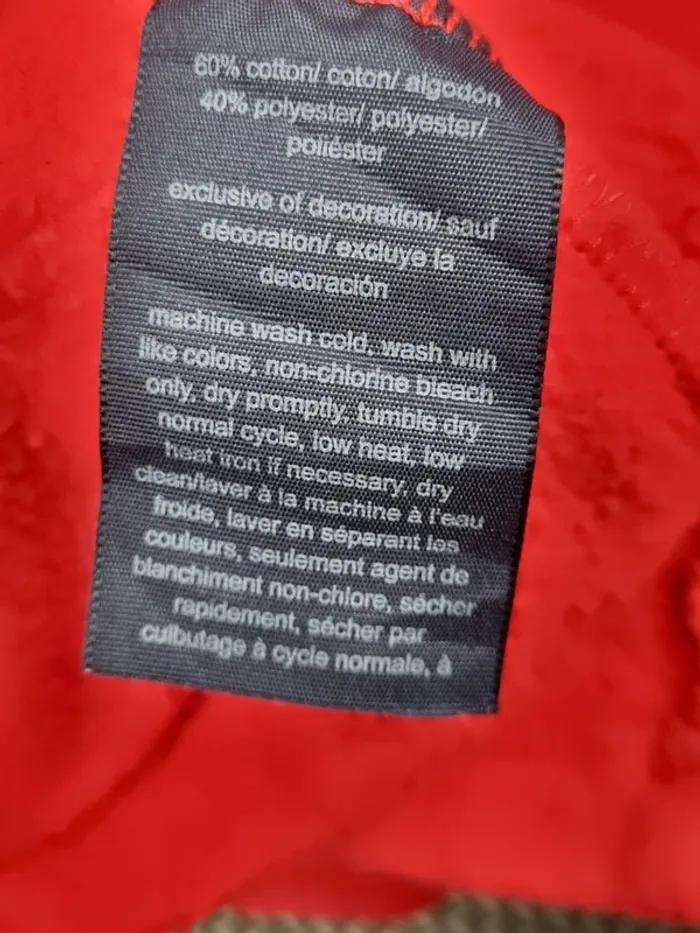 60% cotton/ coton/ algodón
40% polyester/ polyester/
poliéster
exclusive of decoration/ sauf
décoration/ excluye la
decoración
machine wash cold, wash with
like colors, non-chlorine bleach
only, dry promptly, tumble dry
normal cycle, low heat, low
heat iron if necessary, dry
clean/laver à la machine à l'eau
froide, laver en séparant les
couleurs, seulement agent de
blanchiment non-chlore, sécher
rapidement, sécher par
culbutage à cycle normale, à